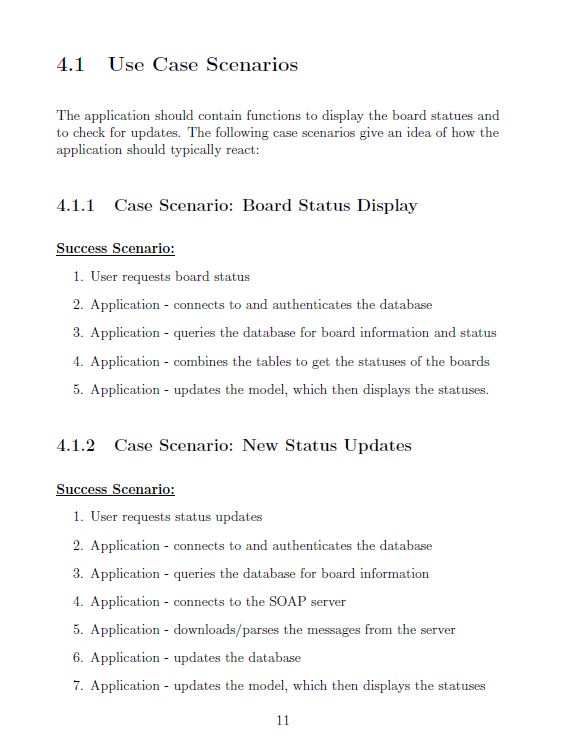 4.1 Use Case Scenarios
The application should contain functions to display the board statues and
to check for updates. The following case scenarios give an idea of how the
application should typically react:
4.1.1 Case Scenario: Board Status Display
Success Scenario:
1. User requests board status
2. Application - connects to and authenticates the database
3. Application - queries the database for board information and status
4. Application - combines the tables to get the statuses of the boards
5. Application - updates the model, which then displays the statuses.
4.1.2 Case Scenario: New Status Updates
Success Scenario:
1. User requests status updates
2. Application - connects to and authenticates the database
3. Application - queries the database for board information
4. Application - connects to the SOAP server
5. Application - downloads/parses the messages from the server
6. Application - updates the database
7. Application - updates the model, which then displays the statuses
11